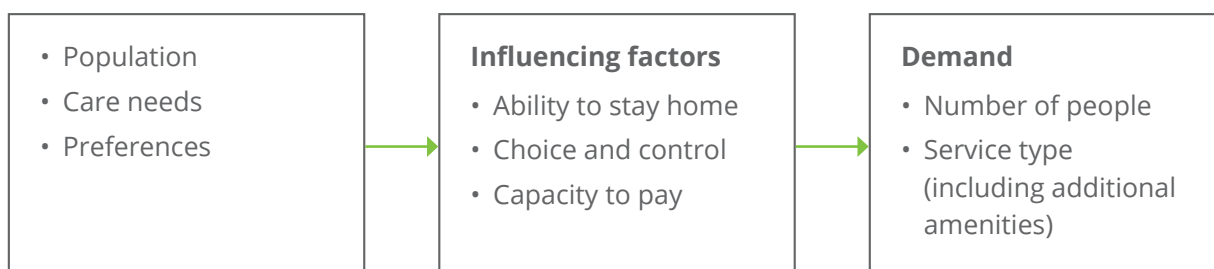 • Population
• Care needs
• Preferences
Influencing factors
• Ability to stay home
• Choice and control
• Capacity to pay
Demand
• Number of people
• Service type
(including additional
amenities)